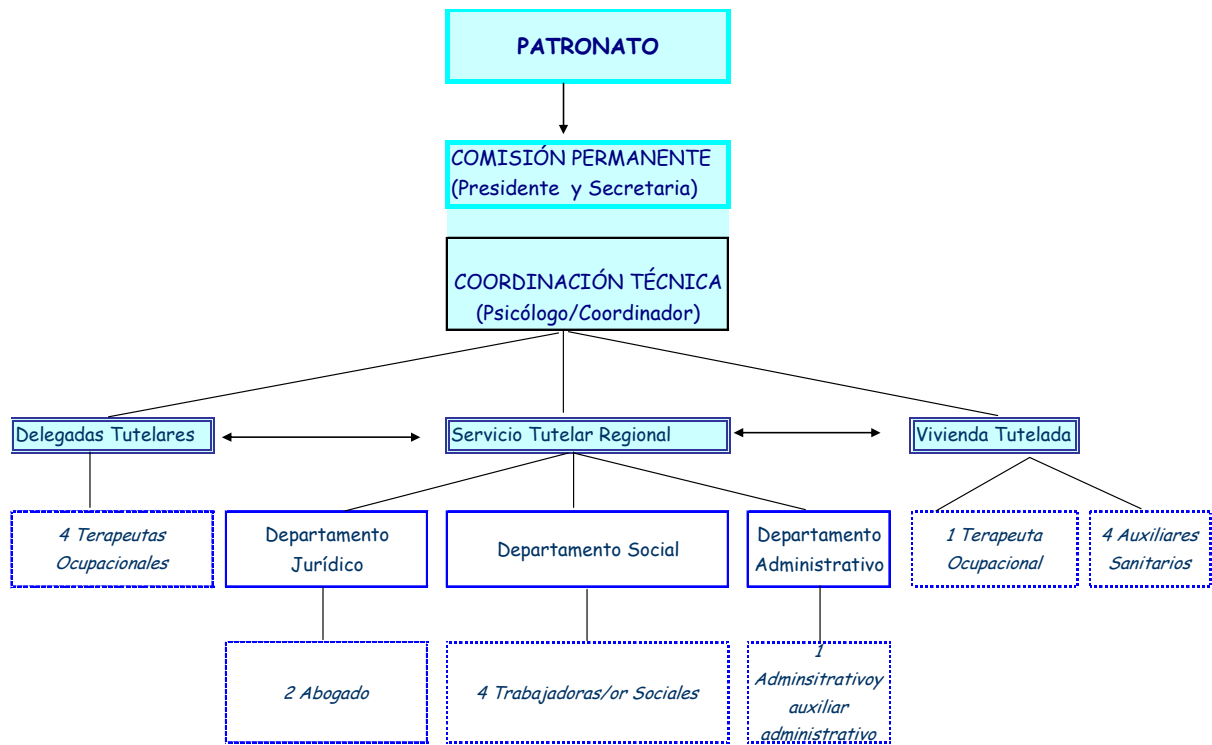 PATRONATO
COMISIÓN PERMANENTE
(Presidente y Secretaria)
COORDINACIÓN TÉCNICA
(Psicólogo/Coordinador)
Delegadas Tutelares
Servicio Tutelar Regional
Vivienda Tutelada
4 Terapeutas
Ocupacionales
Departamento
Jurídico
Departamento Social
Departamento
Administrativo
1 Terapeuta
Ocupacional
4 Auxiliares
Sanitarios
2 Abogado
4 Trabajadoras/or Sociales
1
Adminsitrativoy
auxiliar
administrativo